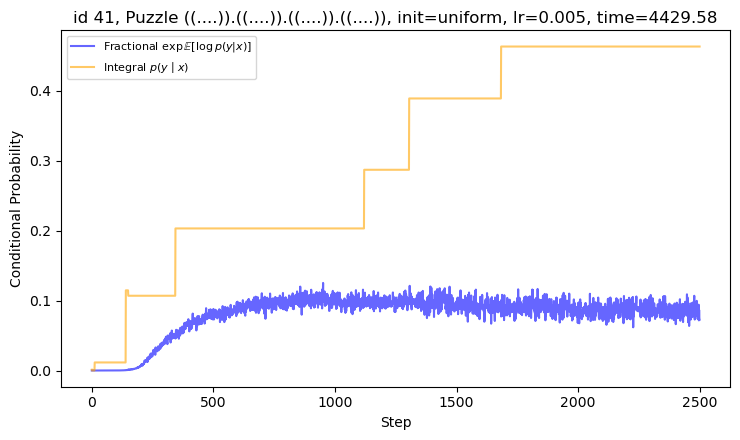 id 41, Puzzle ((....)).((....)).((....)).((....)), init=uniform, lr=0.005, time=4429.58
Fractional exp𝔼[log p(y|x)]
Integral p(y | x)
Conditional Probability
0.4
0.3
0.2
0.1
0.0
0
500
1000
1500
2000
2500
Step